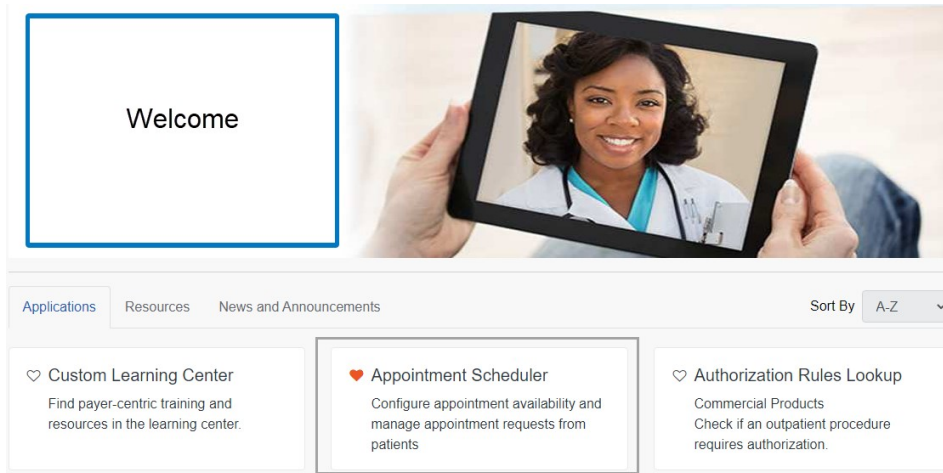 Welcome
Applications Resources News and Announcements Sort By A-Z
Custom Learning Center
Find payer-centric training and
resources in the learning center.
Appointment Scheduler
Configure appointment availability and
manage appointment requests from
patients
Authorization Rules Lookup
Commercial Products
Check if an outpatient procedure
requires authorization.